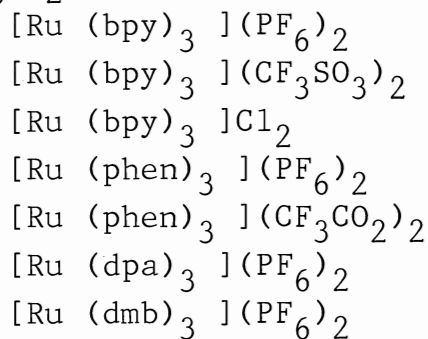 [Ru (bpy)3 ](PF6)2
[Ru (bpy)3 ](CF3SO3)2
[Ru (bpy)3 ]Cl2
[Ru (phen)3 ](PF6)2
[Ru (phen)3 ](CF3CO2)2
[Ru (dpa)3 ](PF6)2
[Ru (dmb)3 ](PF6)2